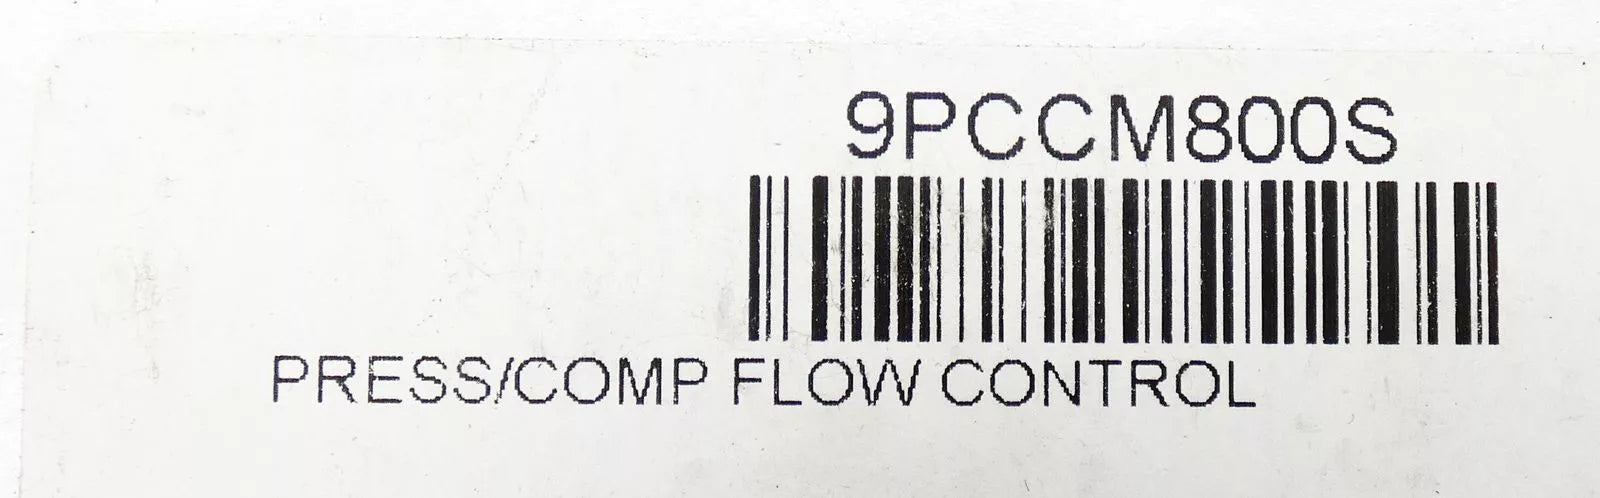 9PCCM800S
PRESS/COMP FLOW CONTROL